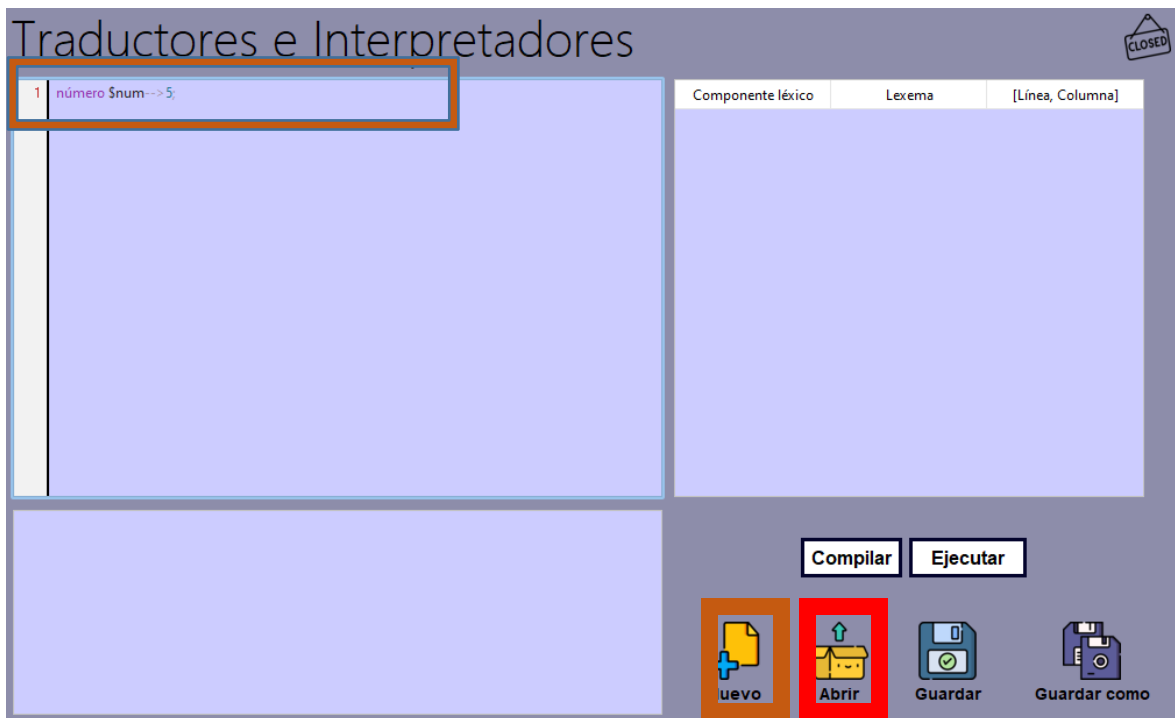 Traductores e Interpretadores
CLOSED
1 número $num-->5;
Componente léxico Lexema [Línea, Columna]
Compilar Ejecutar
uevo Abrir Guardar Guardar como